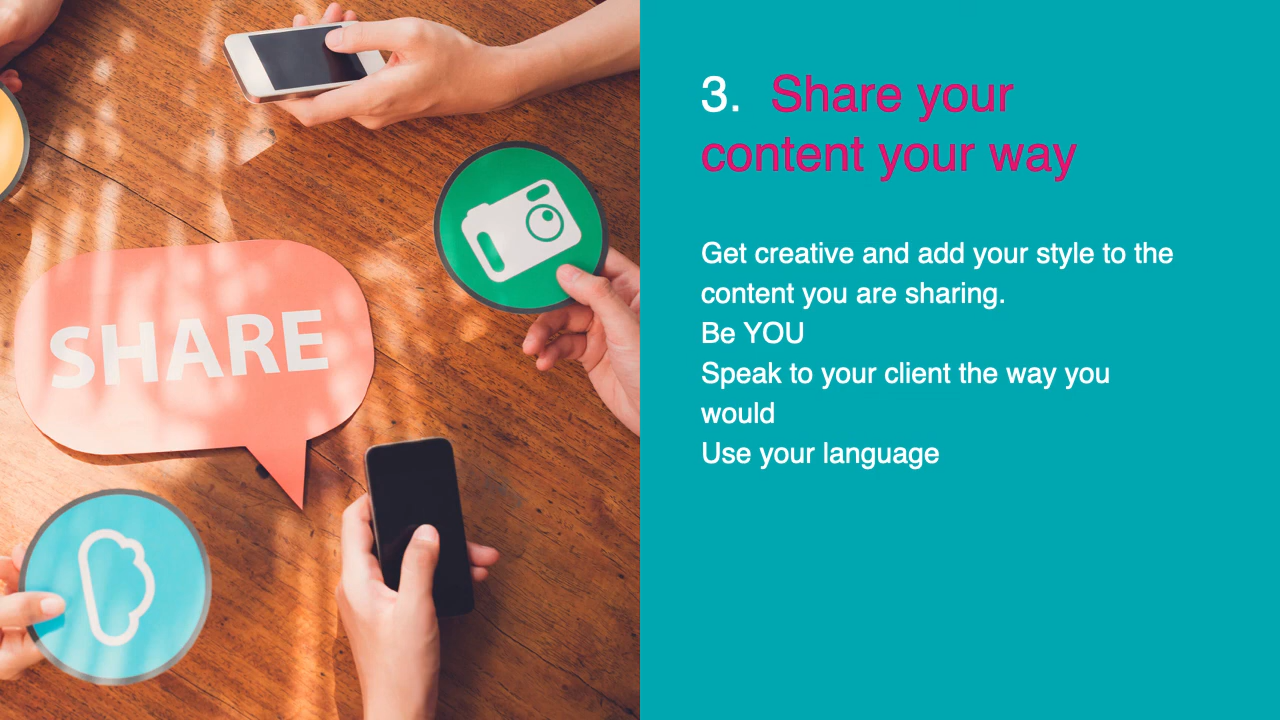 SHARE
3. Share your
content your way
Get creative and add your style to the
content you are sharing.
Be YOU
Speak to your client the way you
would
Use your language